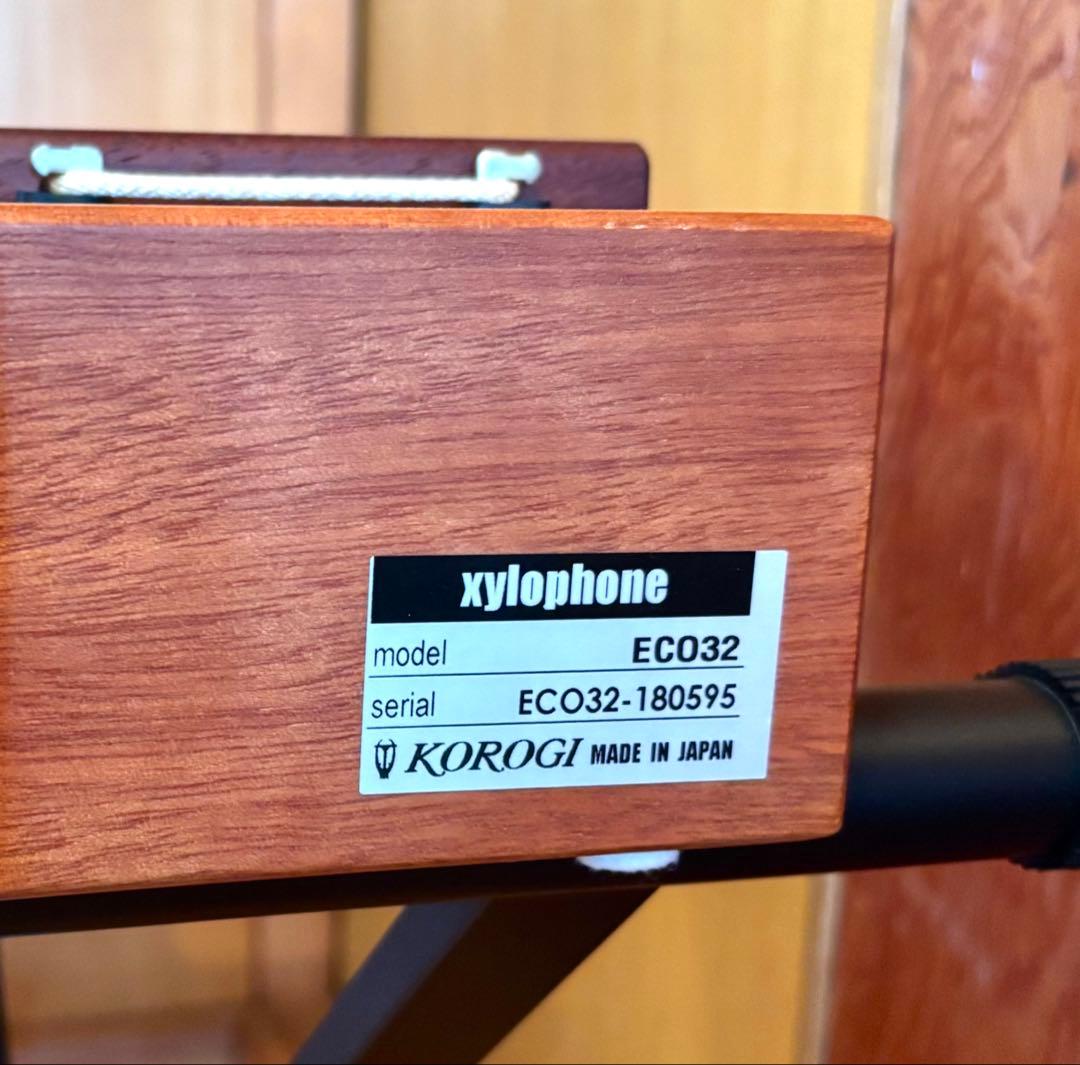 xylophone
model ECO32
serial ECO32-180595
KOROGI MADE IN JAPAN